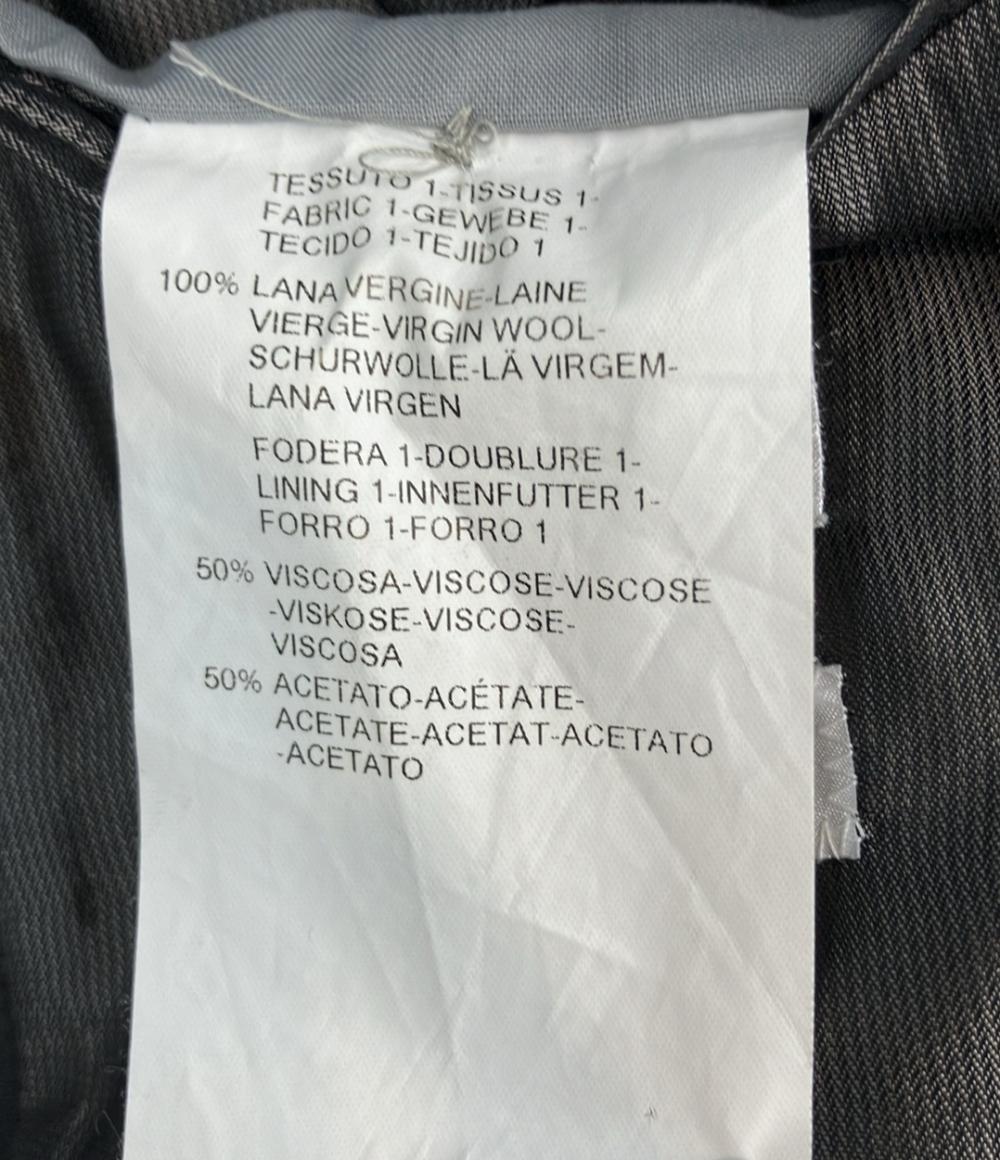 TESSUTO 1-TISSUS 1-
FABRIC 1-GEWEBE 1-
TECIDO 1-TEJIDO 1
100% LANA VERGINE-LAINE
VIERGE-VIRGIN WOOL-
SCHURWOLLE-LÄ VIRGEM-
LANA VIRGEN
FODERA 1-DOUBLURE 1-
LINING 1-INNENFUTTER 1-
FORRO 1-FORRO 1
50% VISCOSA-VISCOSE-VISCOSE
-VISKOSE-VISCOSE-
VISCOSA
50% ACETATO-ACÉTATE-
ACETATE-ACETAT-ACETATO
-ACETATO